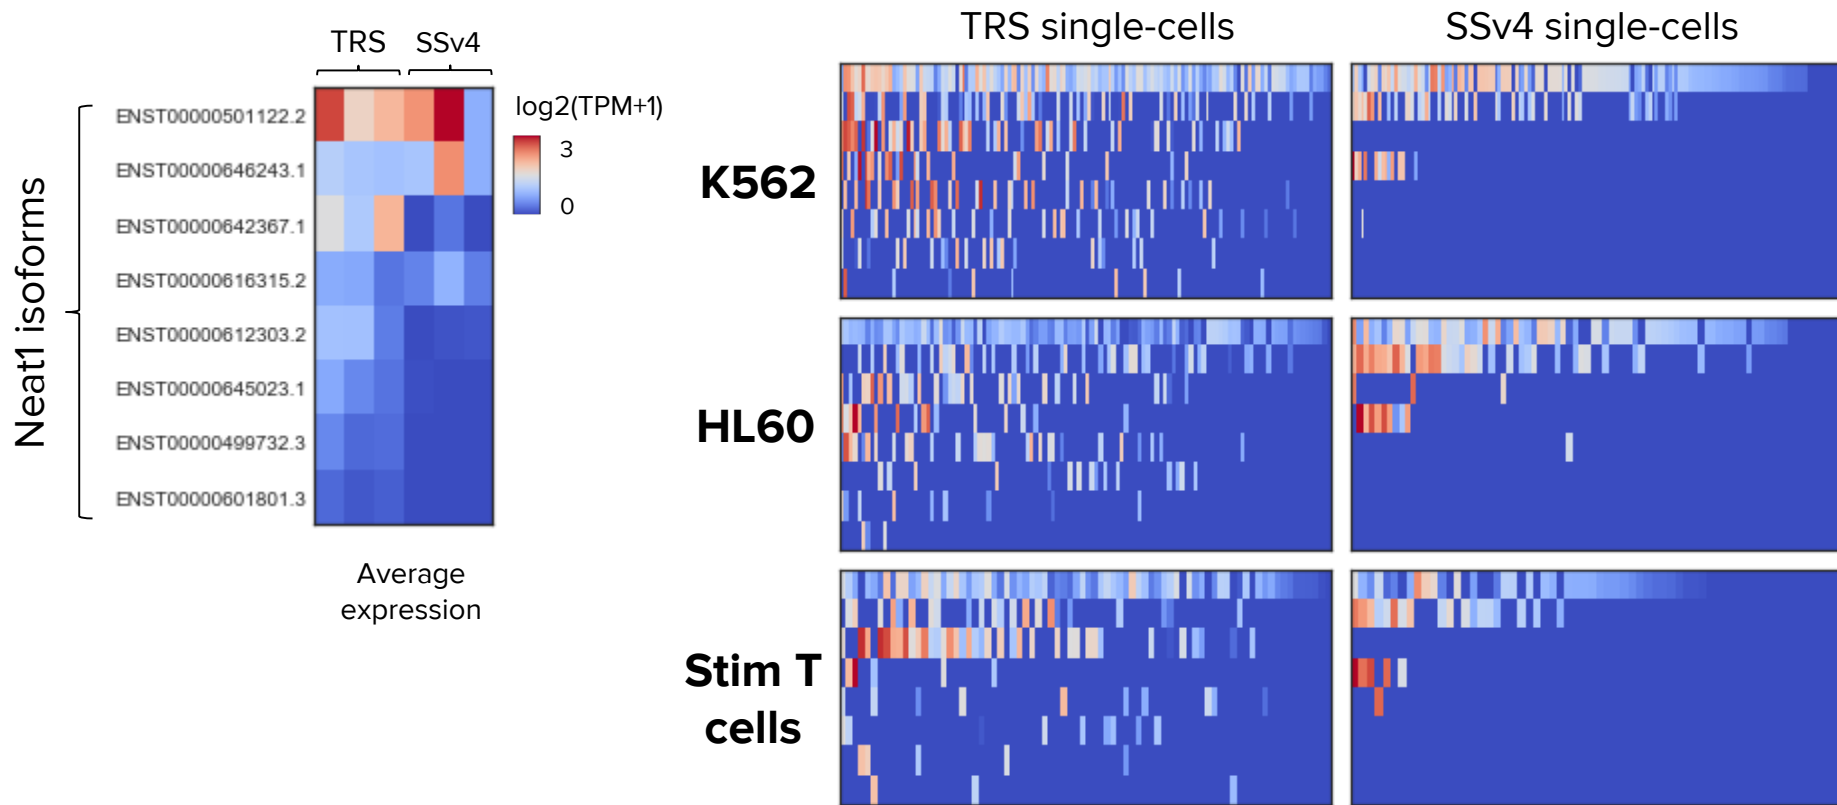 TRS SSv4
log2(TPM+1)
3
0
Neat1 isoforms
ENST00000501122.2
ENST00000646243.1
ENST00000642367.1
ENST00000616315.2
ENST00000612303.2
ENST00000645023.1
ENST00000499732.3
ENST00000601801.3
Average
expression
TRS single-cells SSv4 single-cells
K562
HL60
Stim T
cells